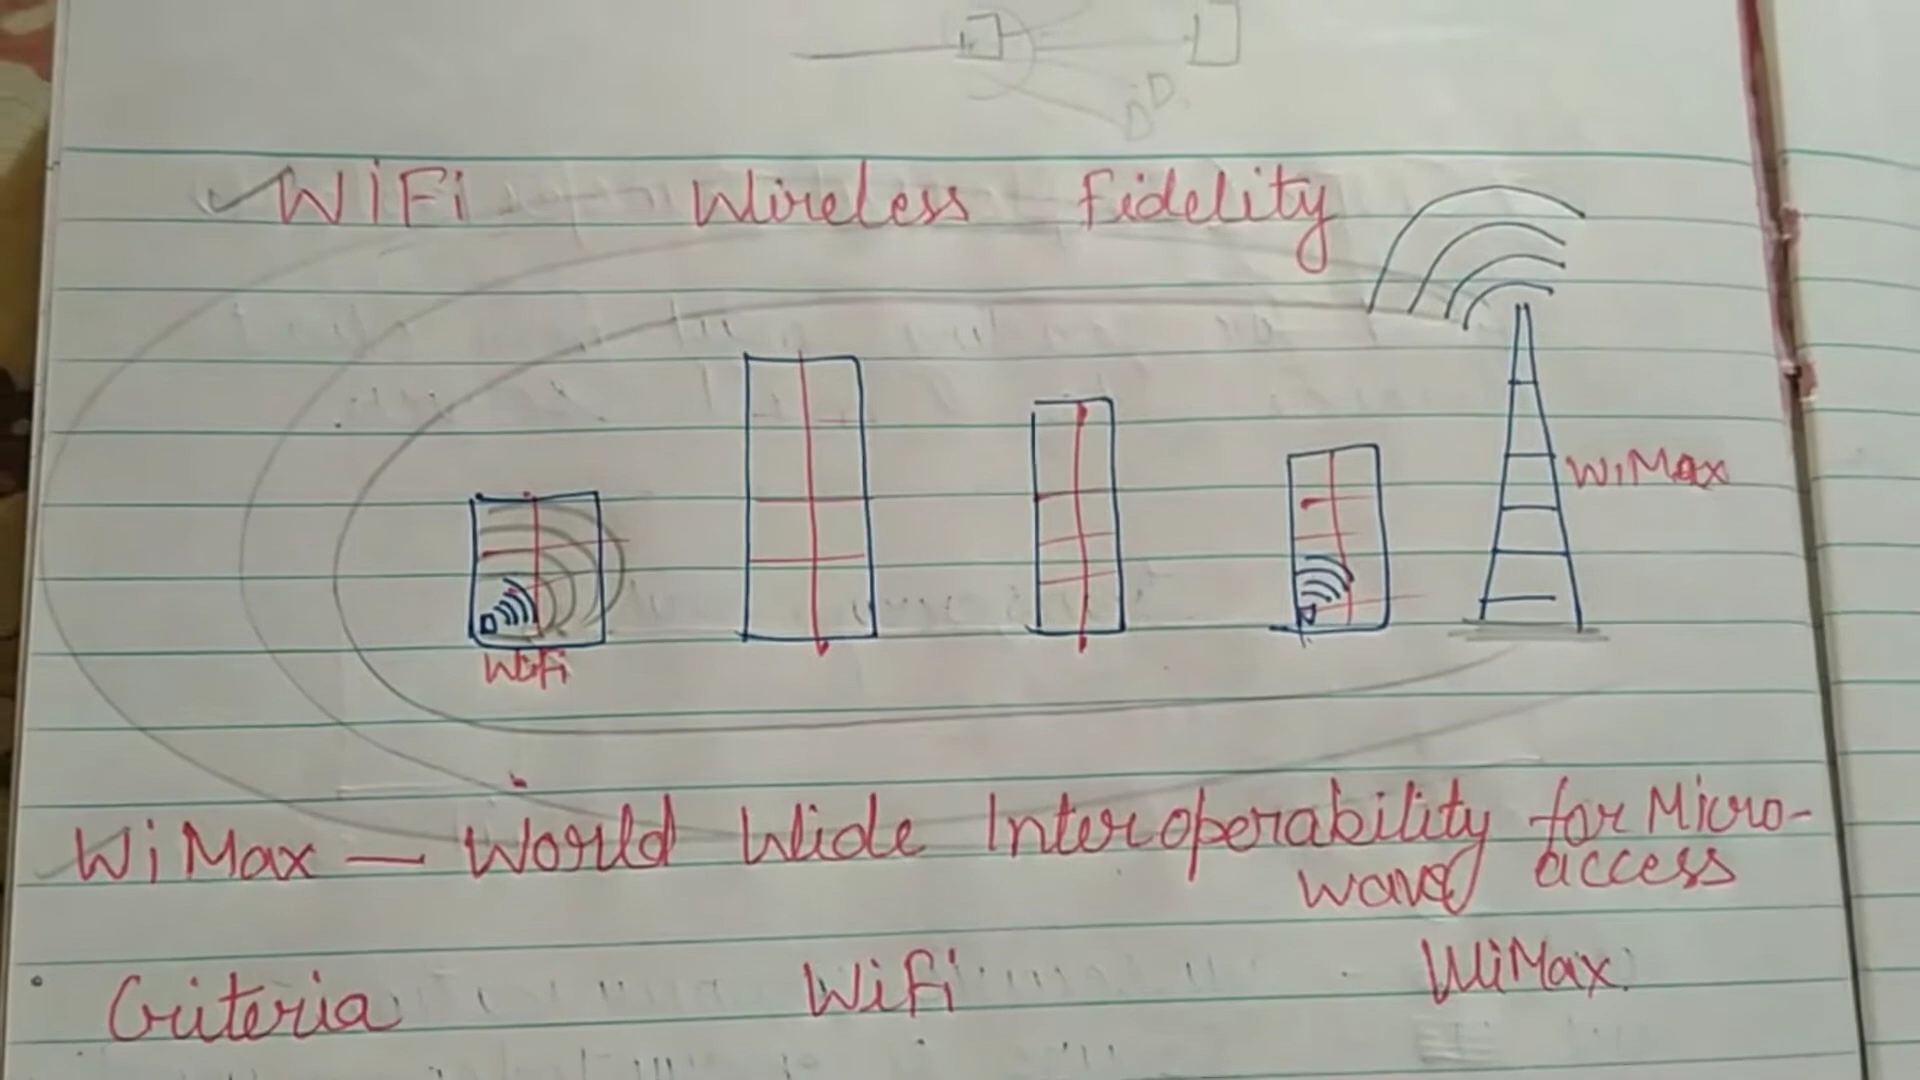 WiFi Wireless Fidelity
WiMax
WiFi
WiMax — World Wide Interoperability for Micro-
wave access
Criteria WiFi WiMax